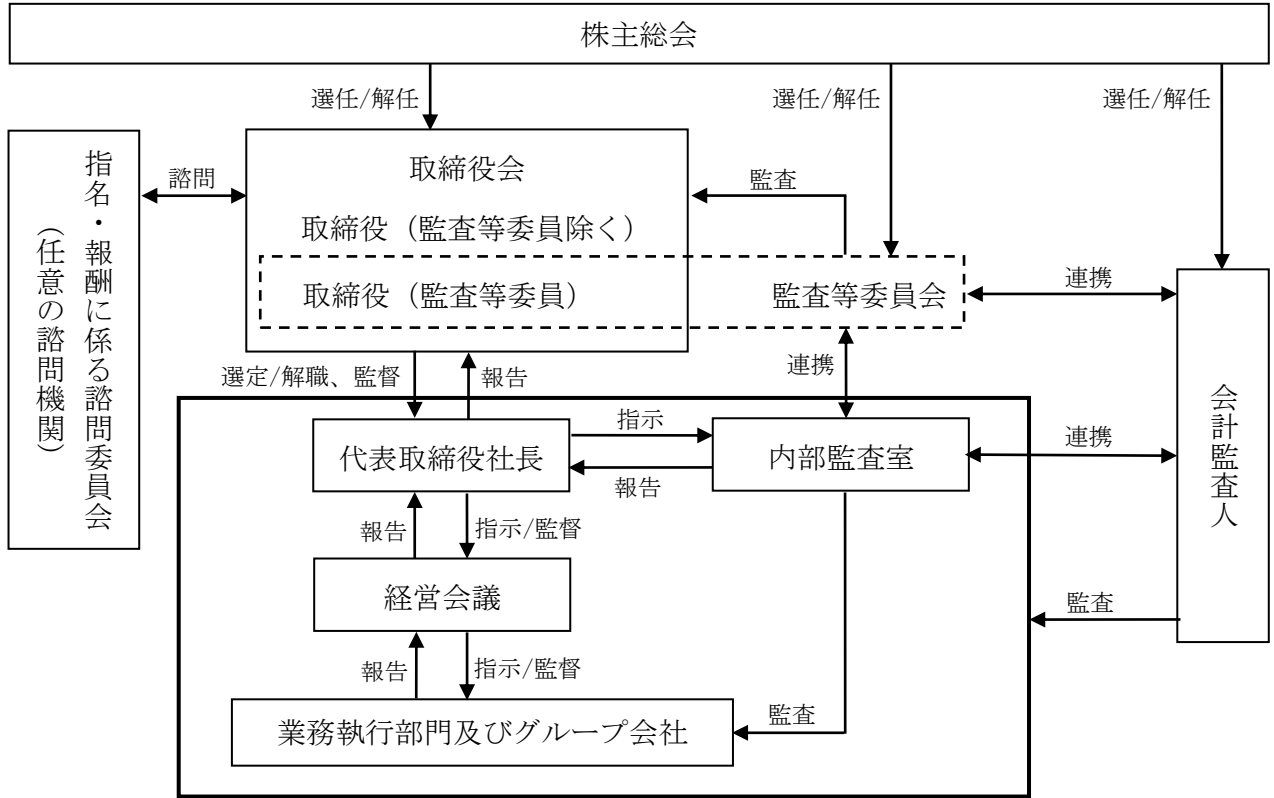 株主総会
選任/解任
選任/解任
選任/解任
指名・報酬に係る諮問委員会
(任意の諮問機関)
諮問
取締役会
取締役（監査等委員除く）
取締役（監査等委員）
監査
監査等委員会
連携
選定/解職、監督
報告
連携
代表取締役社長
指示
報告
内部監査室
連携
会計監査人
報告
指示/監督
経営会議
監査
報告
指示/監督
業務執行部門及びグループ会社
監査